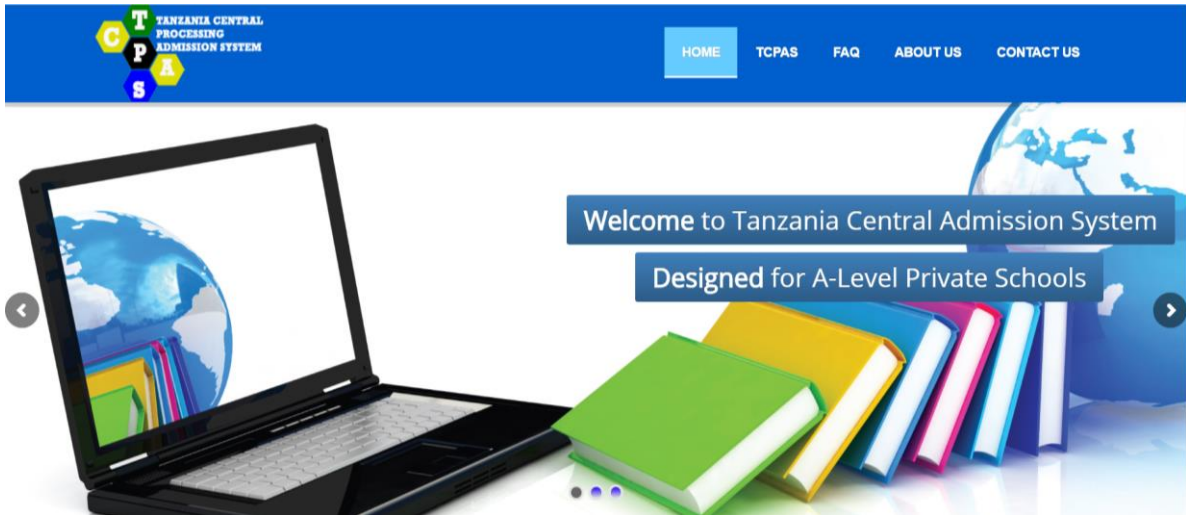 C
T
P
A
S
TANZANIA CENTRAL
PROCESSING
ADMISSION SYSTEM
HOME TCPAS FAQ ABOUT US CONTACT US
Welcome to Tanzania Central Admission System
Designed for A-Level Private Schools